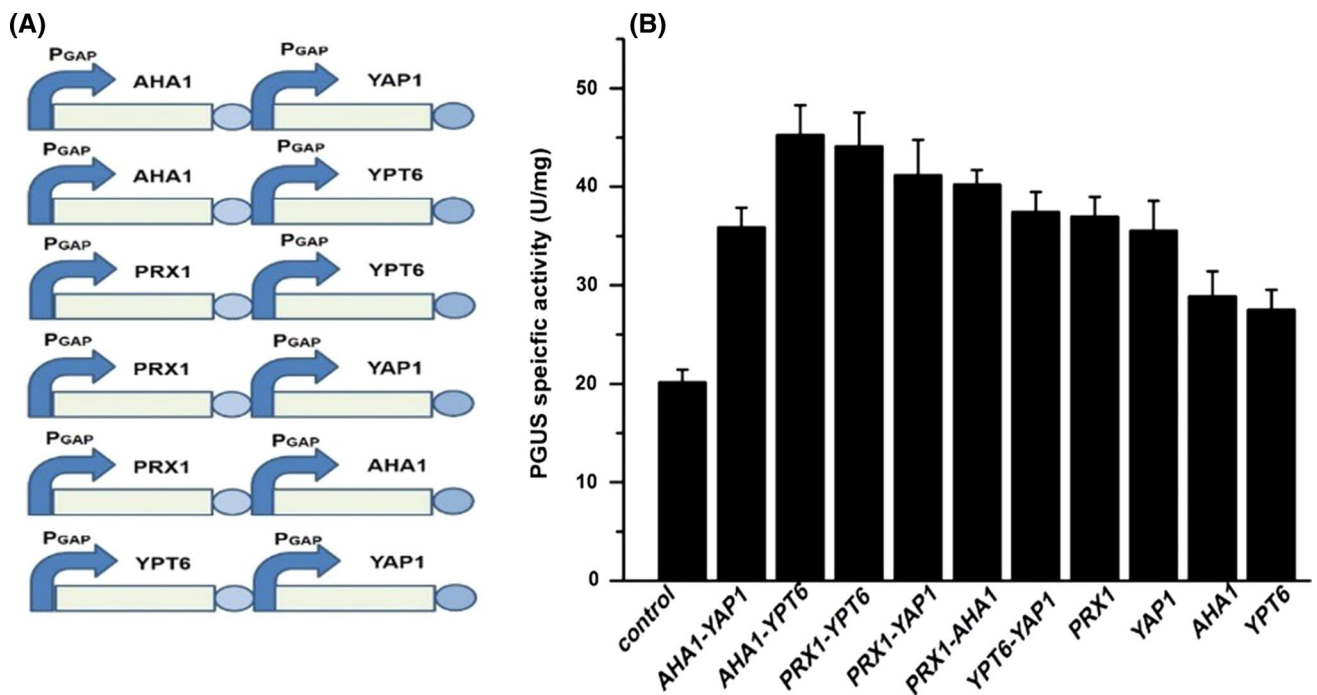 (A)
PGAP
AHA1
PGAP
YAP1
PGAP
AHA1
PGAP
YPT6
PGAP
PRX1
PGAP
YPT6
PGAP
PRX1
PGAP
YAP1
PGAP
PRX1
PGAP
AHA1
PGAP
YPT6
PGAP
YAP1
(B)
PGUS speicfic activity (U/mg)
50
40
30
20
10
0
control
AHA1-YAP1
AHA1-YPT6
PRX1-YPT6
PRX1-YAP1
PRX1-AHA1
YPT6-YAP1
PRX1
YAP1
AHA1
YPT6